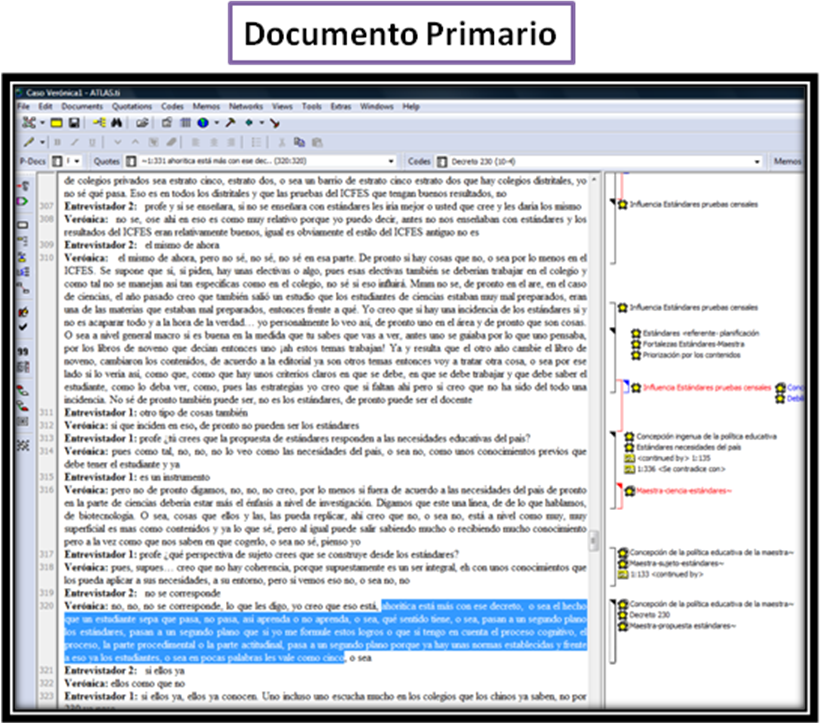 Documento Primario
Caso Verónica1 - ATLAS.ti
File Edit Documents Quotations Codes Memos Networks Views Tools Extras Windows Help
P-Docs Quotes ~1:331 ahoritica está más con ese dec... (320:320) Codes Decreto 230 (10-4) Memos
de colegios privados sea estrato cinco, estrato dos, o sea un barrio de estrato cinco estrato dos que hay colegios distritales, yo
no sé qué pasa. Eso es en todos los distritales y que las pruebas del ICFES que tengan buenos resultados, no
307 Entrevistador 2: profe y si se enseñara, si no se enseñara con estándares les iría mejor o usted que cree y les daría los mismo
308 Verónica: no se, ose ahi en eso es como muy relativo porque yo puedo decir, antes no nos enseñaban con estándares y los
resultados del ICFES eran relativamente buenos, igual es obviamente el estilo del ICFES antiguo no es
309 Entrevistador 2: el mismo de ahora
310 Verónica: el mismo de ahora, pero no sé, no sé, no sé en esa parte. De pronto si hay cosas que no, o sea por lo menos en el
ICFES. Se supone que si, si piden, hay unas electivas o algo, pues esas electivas también se deberían trabajar en el colegio y
como tal no se manejan asi tan especificas como en el colegio, no sé si eso influirá. Mmm no se, de pronto en el are, en el caso
de ciencias, el año pasado creo que también salió un estudio que los estudiantes de ciencias estaban muy mal preparados, eran
una de las materias que estaban mal preparados, entonces frente a qué. Yo creo que si hay una incidencia de los estándares si y
no es acaparar todo y a la hora de la verdad… yo personalmente lo veo así, de pronto uno en el área y de pronto que son cosas.
O sea a nivel general macro si es buena en la medida que tu sabes que vas a ver, antes uno se guiaba por lo que uno pensaba,
por los libros de noveno que decían entonces uno ¡ah estos temas trabajan! Ya y resulta que el otro año cambie el libro de
noveno, cambiaron los contenidos, de acuerdo a la editorial ya son otros temas entonces voy a tratar otra cosa, o sea por ese
lado si lo vería así, como que, como que hay unos criterios claros en que se debe, en que se debe trabajar y que debe saber el
estudiante, como lo deba ver, como, pues las estrategias yo creo que si faltan ahi pero si creo que no ha sido del todo una
incidencia. No sé de pronto también puede ser, no es los estándares, de pronto puede ser el docente
311 Entrevistador 1: otro tipo de cosas también
312 Verónica: si que inciden en eso, de pronto no pueden ser los estándares
313 Entrevistador 1: profe ¿tú crees que la propuesta de estándares responden a las necesidades educativas del país?
314 Verónica: pues como tal, no, no, no lo veo como las necesidades del país, o sea no, como unos conocimientos previos que
debe tener el estudiante y ya
315 Entrevistador 1: es un instrumento
316 Verónica: pero no de pronto digamos, no, no, no creo, por lo menos si fuera de acuerdo a las necesidades del país de pronto
en la parte de ciencias debería estar más el énfasis a nivel de investigación. Digamos que este una linea, de de lo que hablamos,
de biotecnología. O sea, cosas que ellos y las, las pueda replicar, ahi creo que no, o sea no, está a nivel como muy, muy
superficial es mas como contenidos y ya lo que sé, pero al igual puede salir sabiendo mucho o recibiendo mucho conocimiento
pero a la vez como que nos saben en que cogerlo, o sea no sé, pienso yo
317 Entrevistador 1: profe ¿qué perspectiva de sujeto crees que se construye desde los estándares?
318 Verónica: pues, supues… creo que no hay coherencia, porque supuestamente es un ser integral, eh con unos conocimientos que
los pueda aplicar a sus necesidades, a su entorno, pero si vemos eso no, o sea no, no
319 Entrevistador 2: no se corresponde
320 Verónica: no, no, no se corresponde, lo que les digo, yo creo que eso está, ahoritica está más con ese decreto, o sea el hecho
que un estudiante sepa que pasa, no pasa, asi aprenda o no aprenda, o sea, qué sentido tiene, o sea, pasan a un segundo plano
los estándares, pasan a un segundo plano que si yo me formule estos logros o que si tengo en cuenta el proceso cognitivo, el
proceso, la parte procedimental o la parte actitudinal, pasa a un segundo plano porque ya hay unas normas establecidas y frente
a eso ya los estudiantes, o sea en pocas palabras les vale como cinco, o sea
321 Entrevistador 2: si ellos ya
322 Verónica: ellos como que no
323 Entrevistador 1: si ellos ya, ellos ya conocen. Uno incluso uno escucha mucho en los colegios que los chinos ya saben, no por
Influencia Estándares pruebas censales
Influencia Estándares pruebas censales
Estándares -referente- planificación
Fortalezas Estándares-Maestra
Priorización por los contenidos
Influencia Estándares pruebas censales
Concepción ingenua de la política educativa
Estándares necesidades del país
<continued by> 1:135
1:336 <Se contradice con>
Maestra-ciencia-estándares~
Concepción de la política educativa de la maestra~
Maestra-sujeto-estándares~
1:133 <continued by>
Concepción de la política educativa de la maestra~
Decreto 230
Maestra-propuesta estándares~